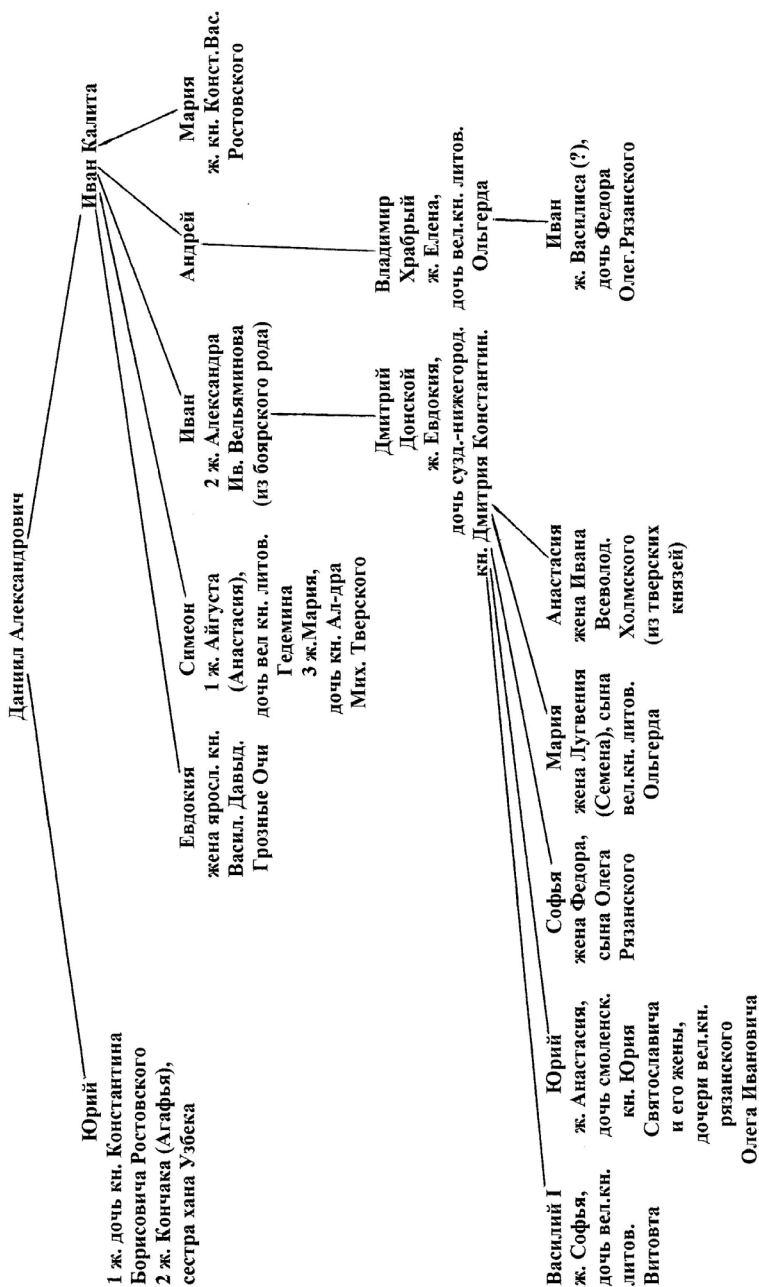 Даниил Александрович
Юрий
1 ж. дочь кн. Константина
Борисовича Ростовского
2 ж. Кончака (Агафья),
сестра хана Узбека
Иван Калита
Евдокия
жена яросл. кн.
Васил. Давыд.
Грозные Очи
Симеон
1 ж. Айгуста
(Анастасия),
дочь вел кн. литов.
Гедемина
3 ж.Мария,
дочь кн. Ал-дра
Мих. Тверского
Иван
2 ж. Александра
Ив. Вельяминова
(из боярского рода)
Андрей
Мария
ж. кн. Конст.Вас.
Ростовского
Дмитрий
Донской
ж. Евдокия,
дочь сузд.-нижегород.
кн. Дмитрия Константин.
Владимир
Храбрый
ж. Елена,
дочь вел.кн. литов.
Ольгерда
Василий I
ж. Софья,
дочь вел.кн.
литов.
Витовта
Юрий
ж. Анастасия,
дочь смоленск.
кн. Юрия
Святославича
и его жены,
дочери вел.кн.
рязанского
Олега Ивановича
Софья
жена Федора,
сына Олега
Рязанского
Мария
жена Лугвения
(Семена), сына
вел.кн. литов.
Ольгерда
Анастасия
жена Ивана
Всеволод.
Холмского
(из тверских
князей)
Иван
ж. Василиса (?),
дочь Федора
Олег.Рязанского